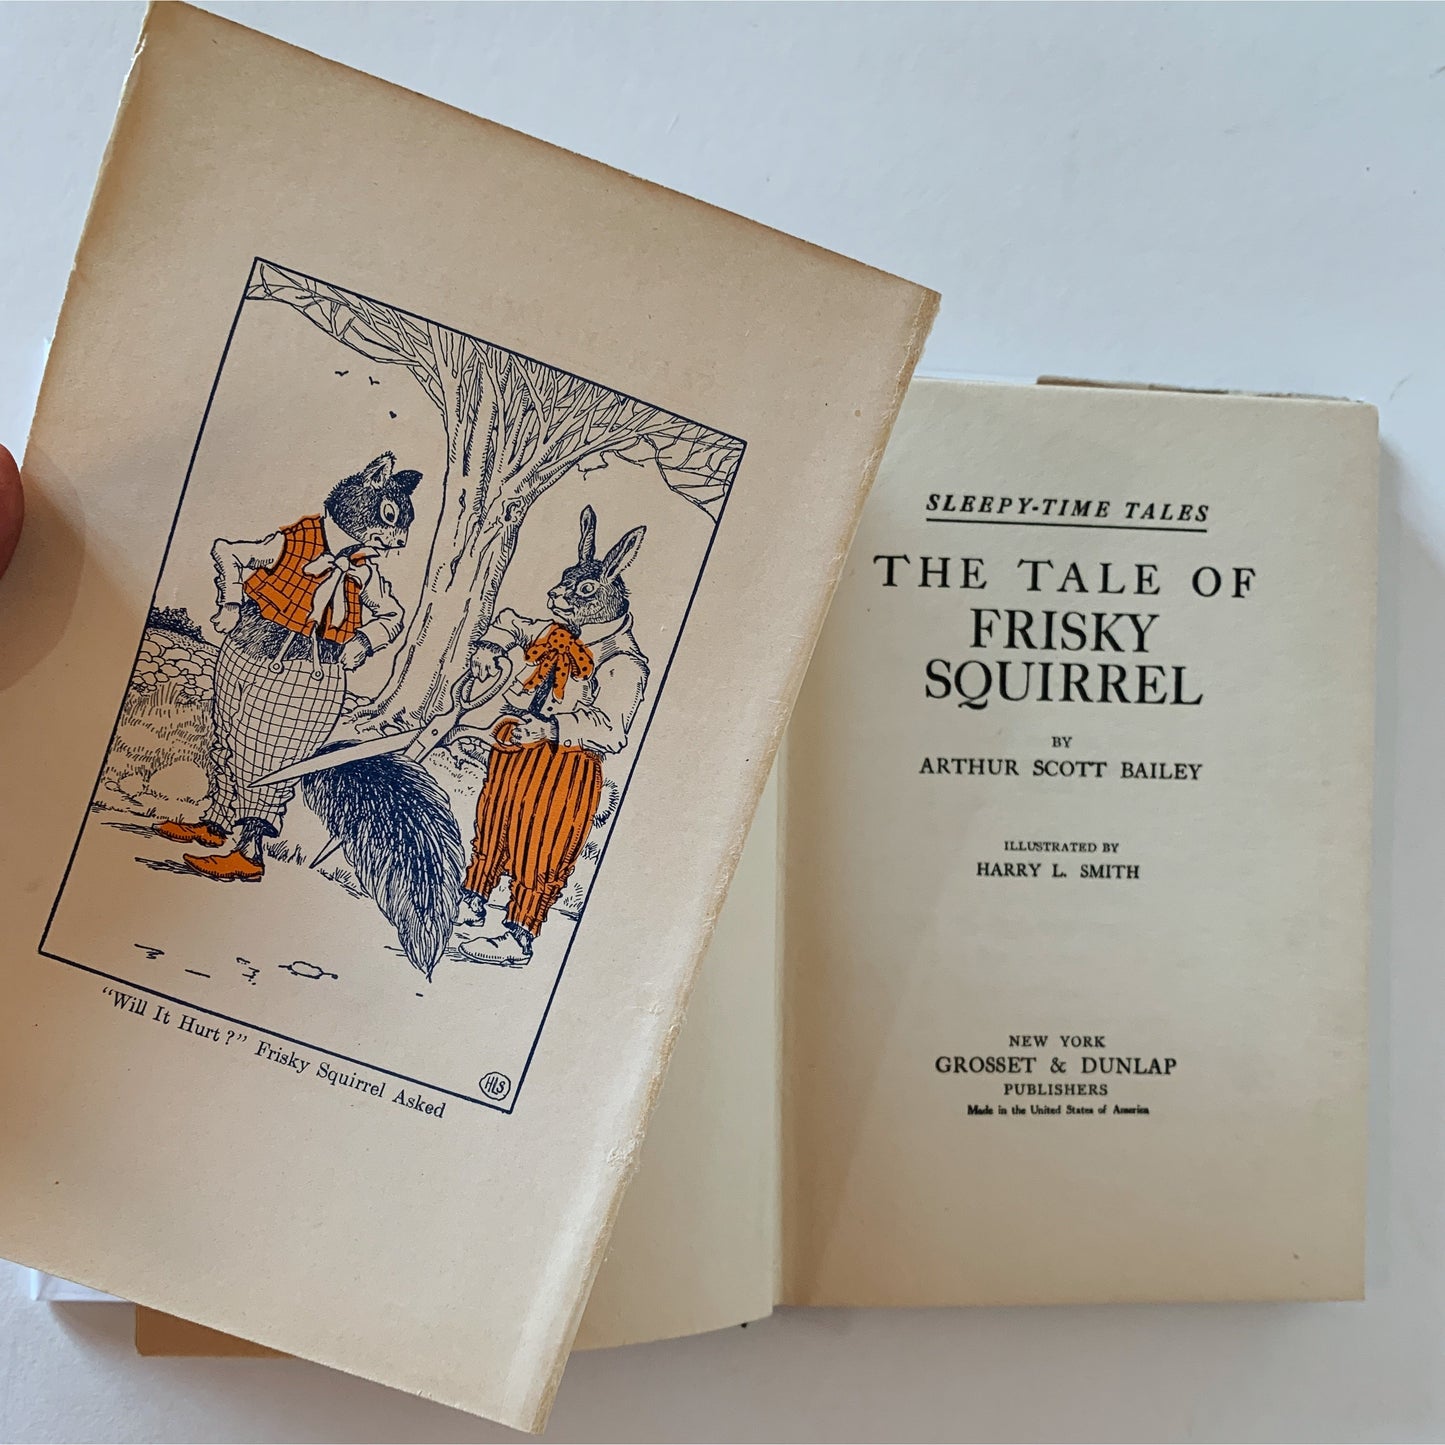 HLS
"Will It Hurt?" Frisky Squirrel Asked
SLEEPY-TIME TALES
THE TALE OF
FRISKY
SQUIRREL
BY
ARTHUR SCOTT BAILEY
ILLUSTRATED BY
HARRY L. SMITH
NEW YORK
GROSSET & DUNLAP
PUBLISHERS
Made in the United States of America